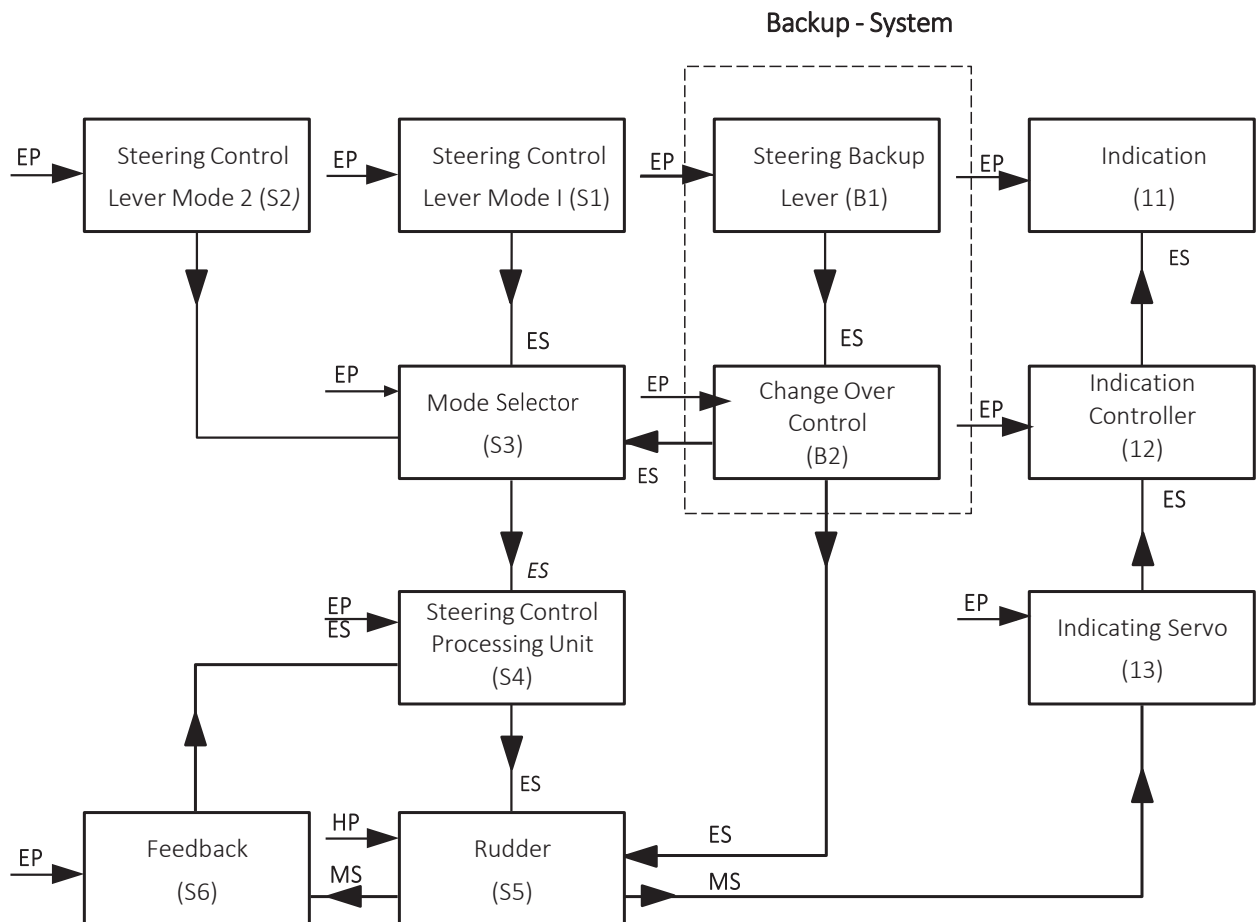 Backup - System
EP
Steering Control
Lever Mode 2 (S2)
EP
Steering Control
Lever Mode I (S1)
EP
Steering Backup
Lever (B1)
EP
Indication
(11)
ES
ES
ES
EP
Mode Selector
(S3)
EP
Change Over
Control
(B2)
ES
EP
Indication
Controller
(12)
ES
ES
EP
ES
Steering Control
Processing Unit
(S4)
EP
Indicating Servo
(13)
ES
EP
Feedback
(S6)
HP
MS
Rudder
(S5)
ES
MS